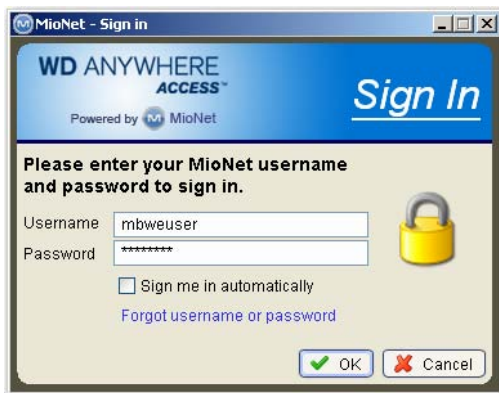 MioNet - Sign in
WD ANYWHERE
ACCESS™
Powered by MioNet
Sign In
Please enter your MioNet username
and password to sign in.
Username mbweuser
Password ********
Sign me in automatically
Forgot username or password
OK Cancel